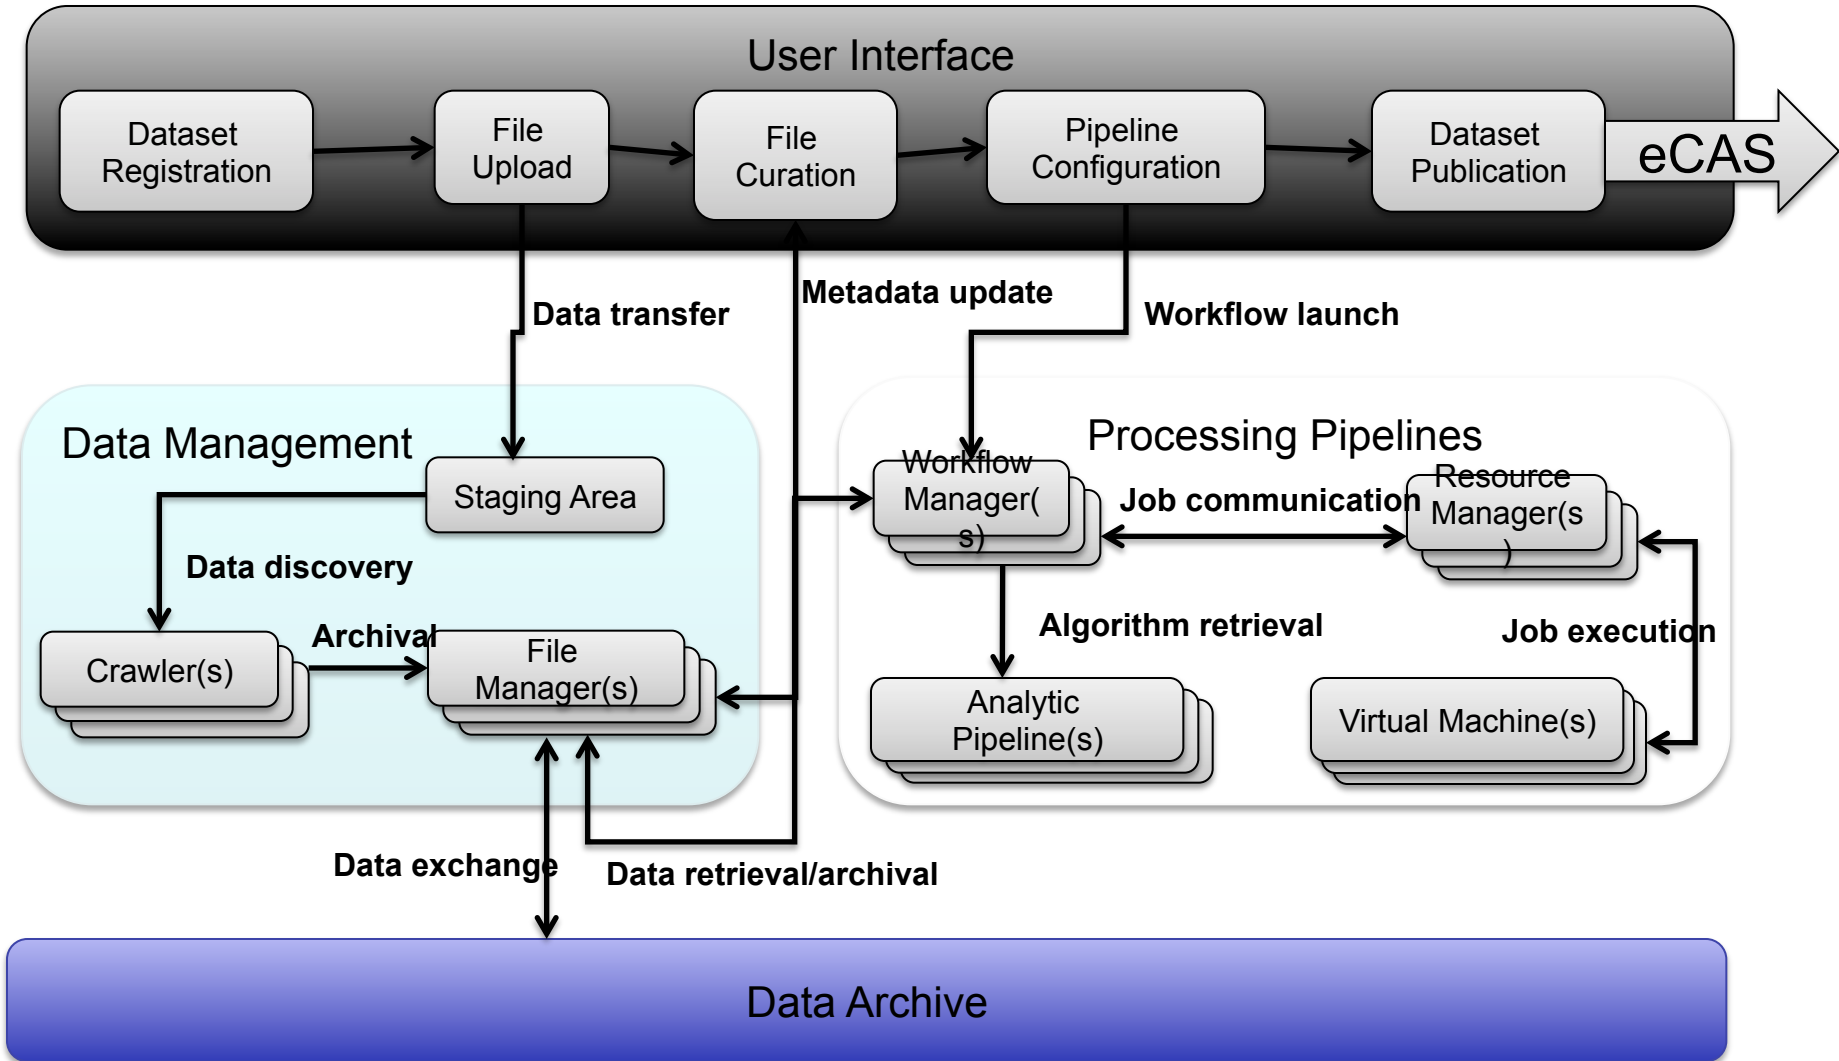 User Interface
Dataset
Registration
File
Upload
File
Curation
Pipeline
Configuration
Dataset
Publication
eCAS
Data transfer
Metadata update
Workflow launch
Data Management
Staging Area
Data discovery
Crawler(s)
Archival
File
Manager(s)
Processing Pipelines
Workflow
Manager(
s)
Job communication
Resource
Manager(s
)
Algorithm retrieval
Job execution
Analytic
Pipeline(s)
Virtual Machine(s)
Data exchange
Data retrieval/archival
Data Archive